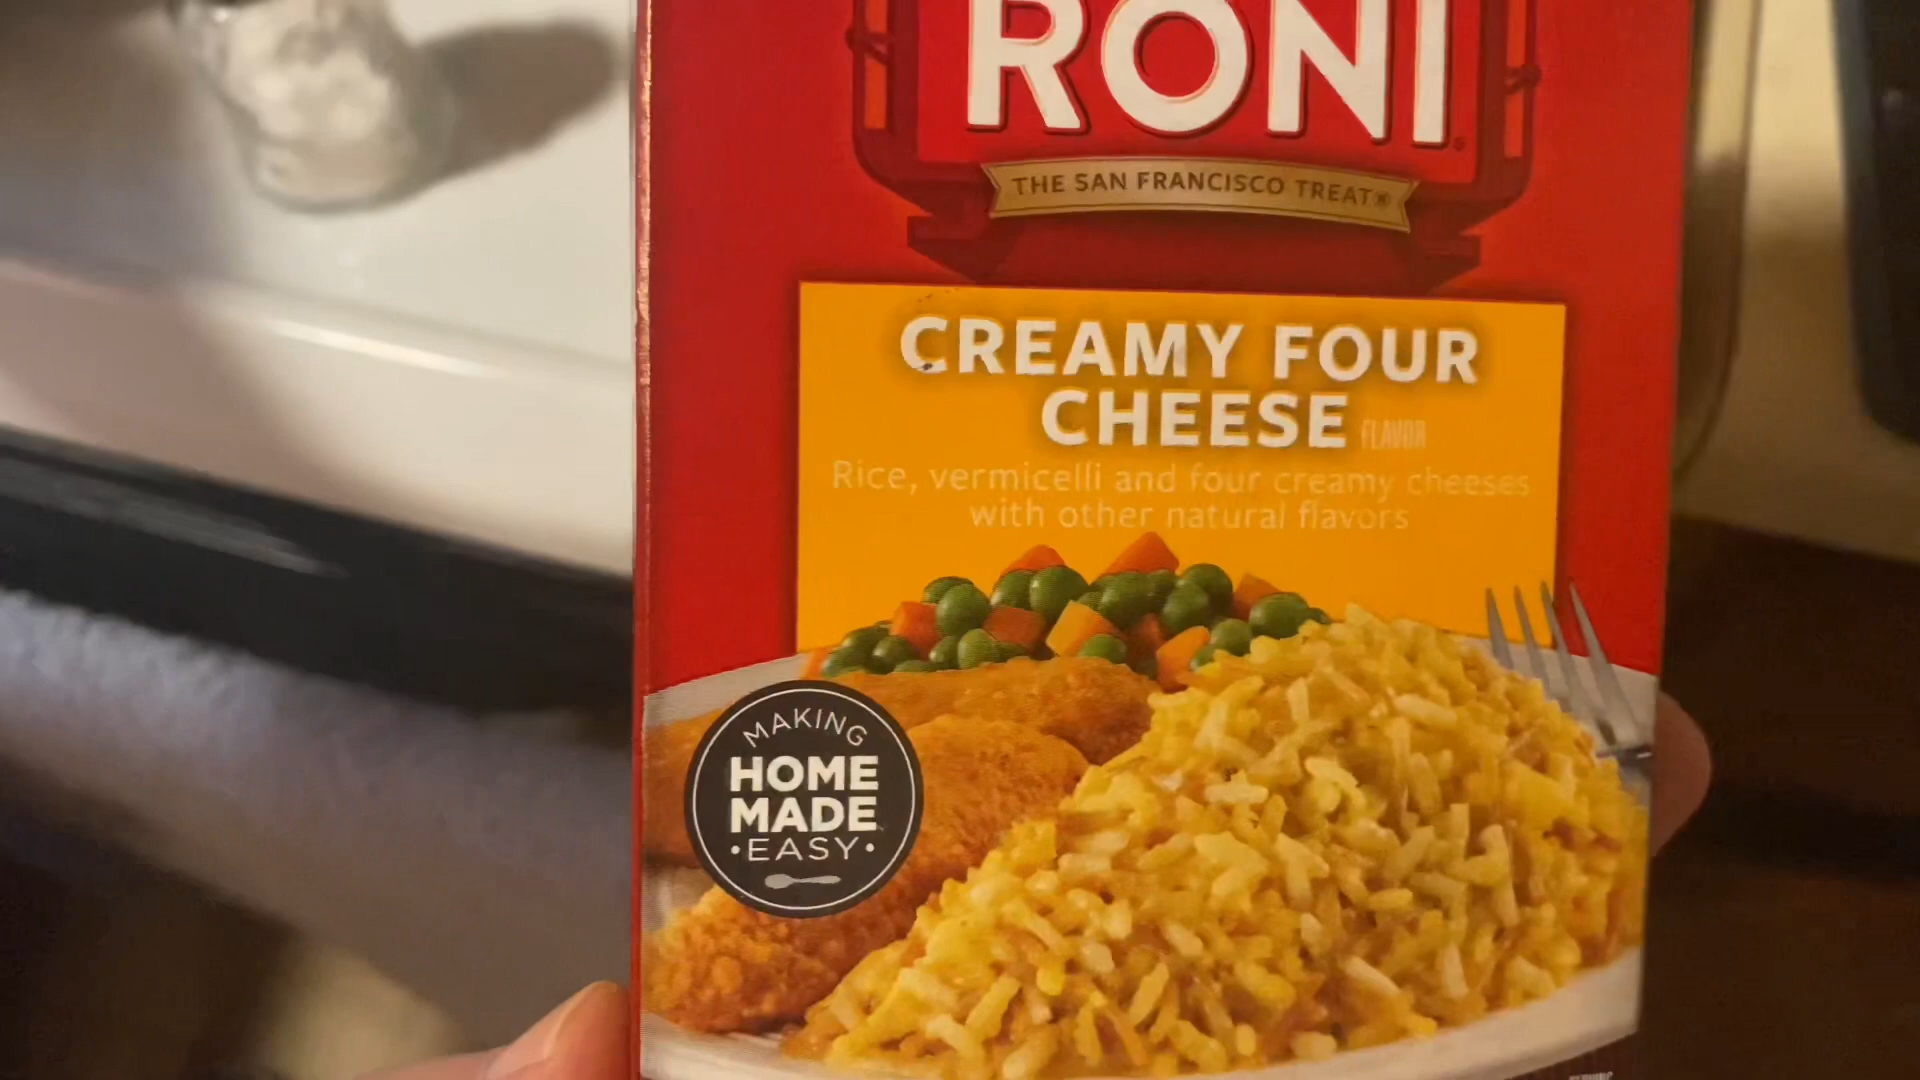 RONI
THE SAN FRANCISCO TREAT®
CREAMY FOUR
CHEESE FLAVOR
Rice, vermicelli and four creamy cheeses
with other natural flavors
MAKING
HOME
MADE
•EASY•